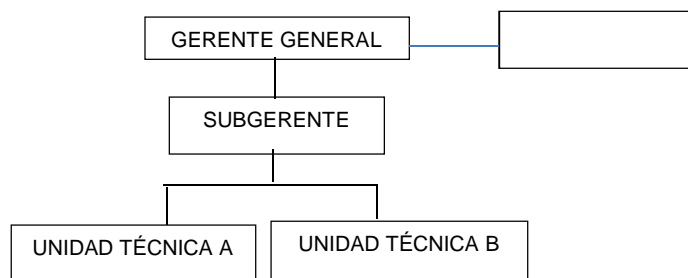 GERENTE GENERAL
SUBGERENTE
UNIDAD TÉCNICA A
UNIDAD TÉCNICA B